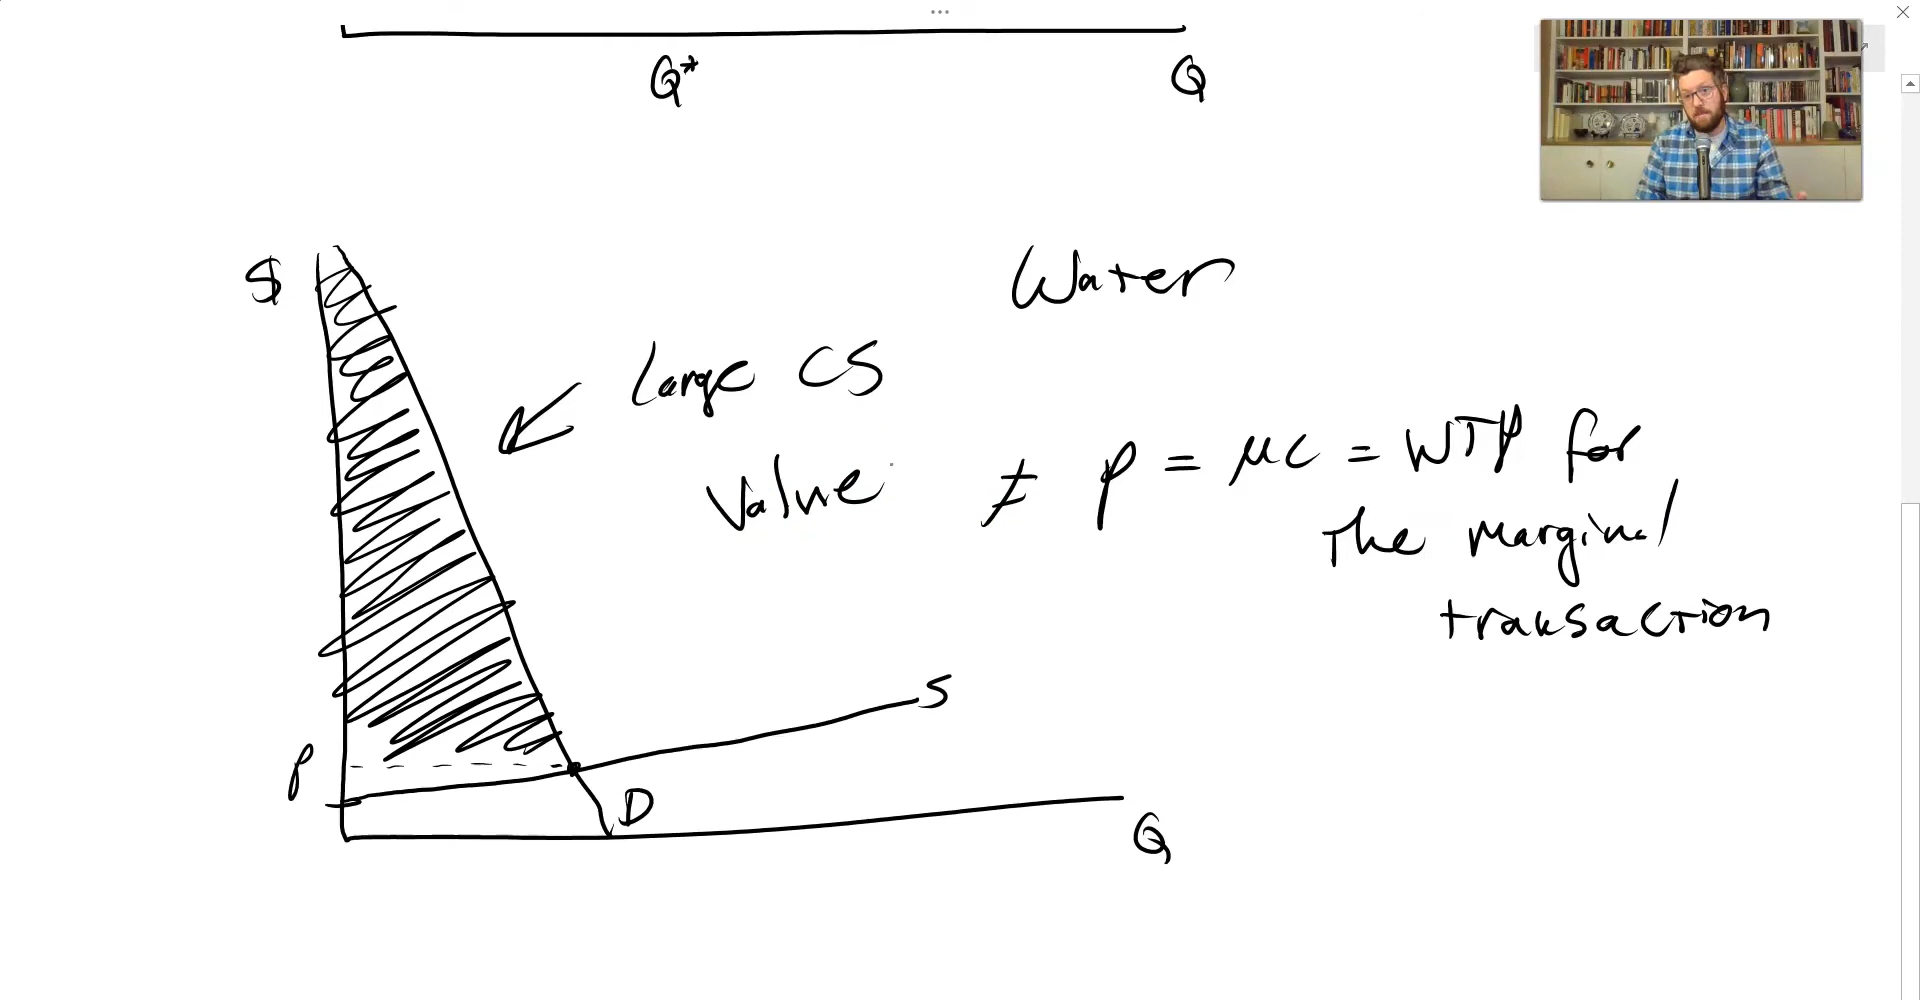 Q* Q
$ Water
Large CS
Value ≠ P = MC = WTP for
the marginal
transaction
S
P
D
Q